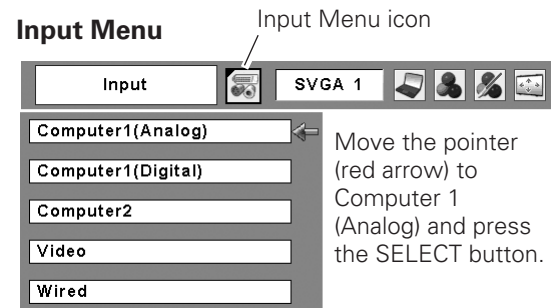 Input Menu icon
Input Menu
Input
SVGA 1
Computer1(Analog)
Computer1(Digital)
Computer2
Video
Wired
Move the pointer
(red arrow) to
Computer 1
(Analog) and press
the SELECT button.